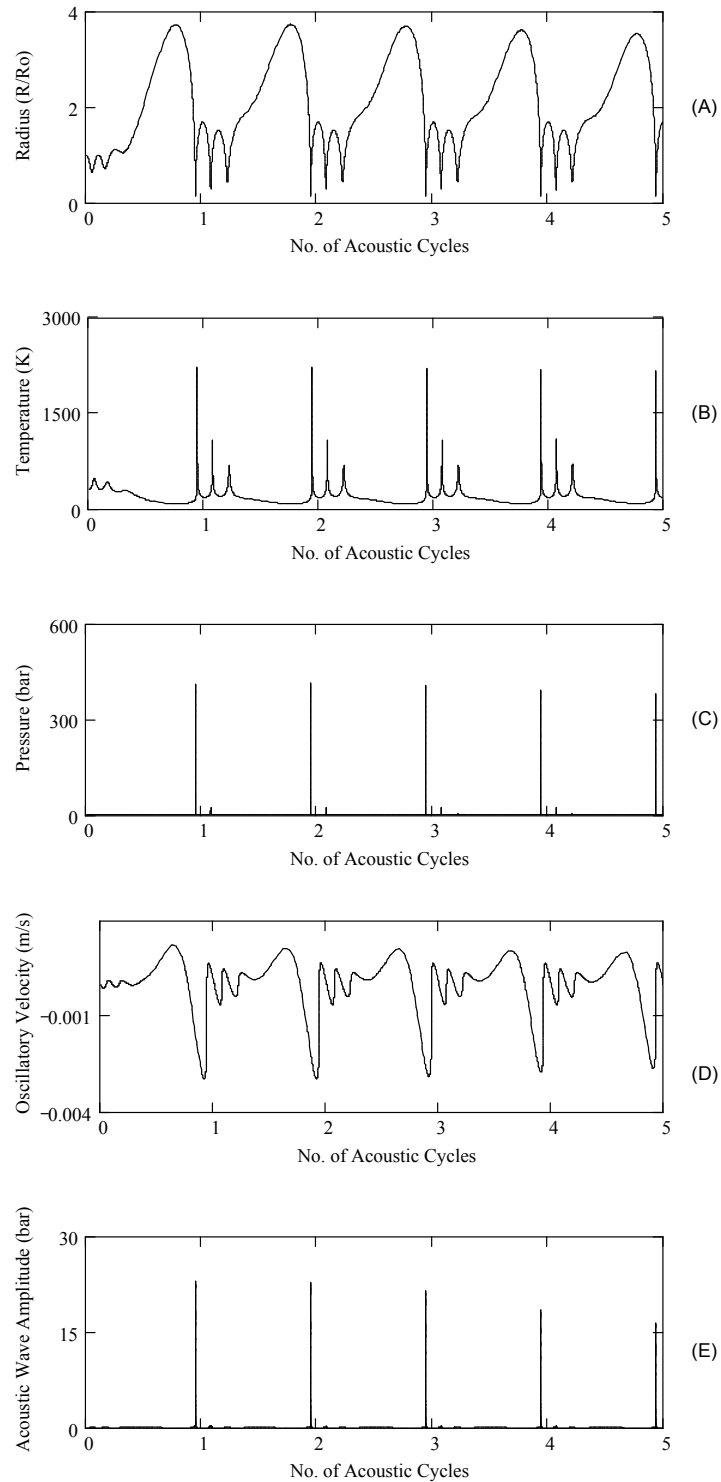 4
2
0
Radius (R/Ro)
0 1 2 3 4 5
No. of Acoustic Cycles
(A)
3000
1500
0
Temperature (K)
0 1 2 3 4 5
No. of Acoustic Cycles
(B)
600
300
0
Pressure (bar)
0 1 2 3 4 5
No. of Acoustic Cycles
(C)
−0.001
−0.004
Oscillatory Velocity (m/s)
0 1 2 3 4 5
No. of Acoustic Cycles
(D)
30
15
0
Acoustic Wave Amplitude (bar)
0 1 2 3 4 5
No. of Acoustic Cycles
(E)